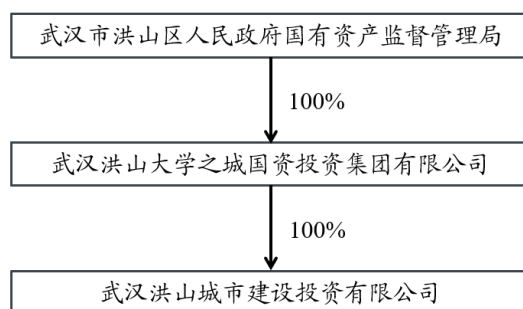 武汉市洪山区人民政府国有资产监督管理局
100%
武汉洪山大学之城国资投资集团有限公司
100%
武汉洪山城市建设投资有限公司